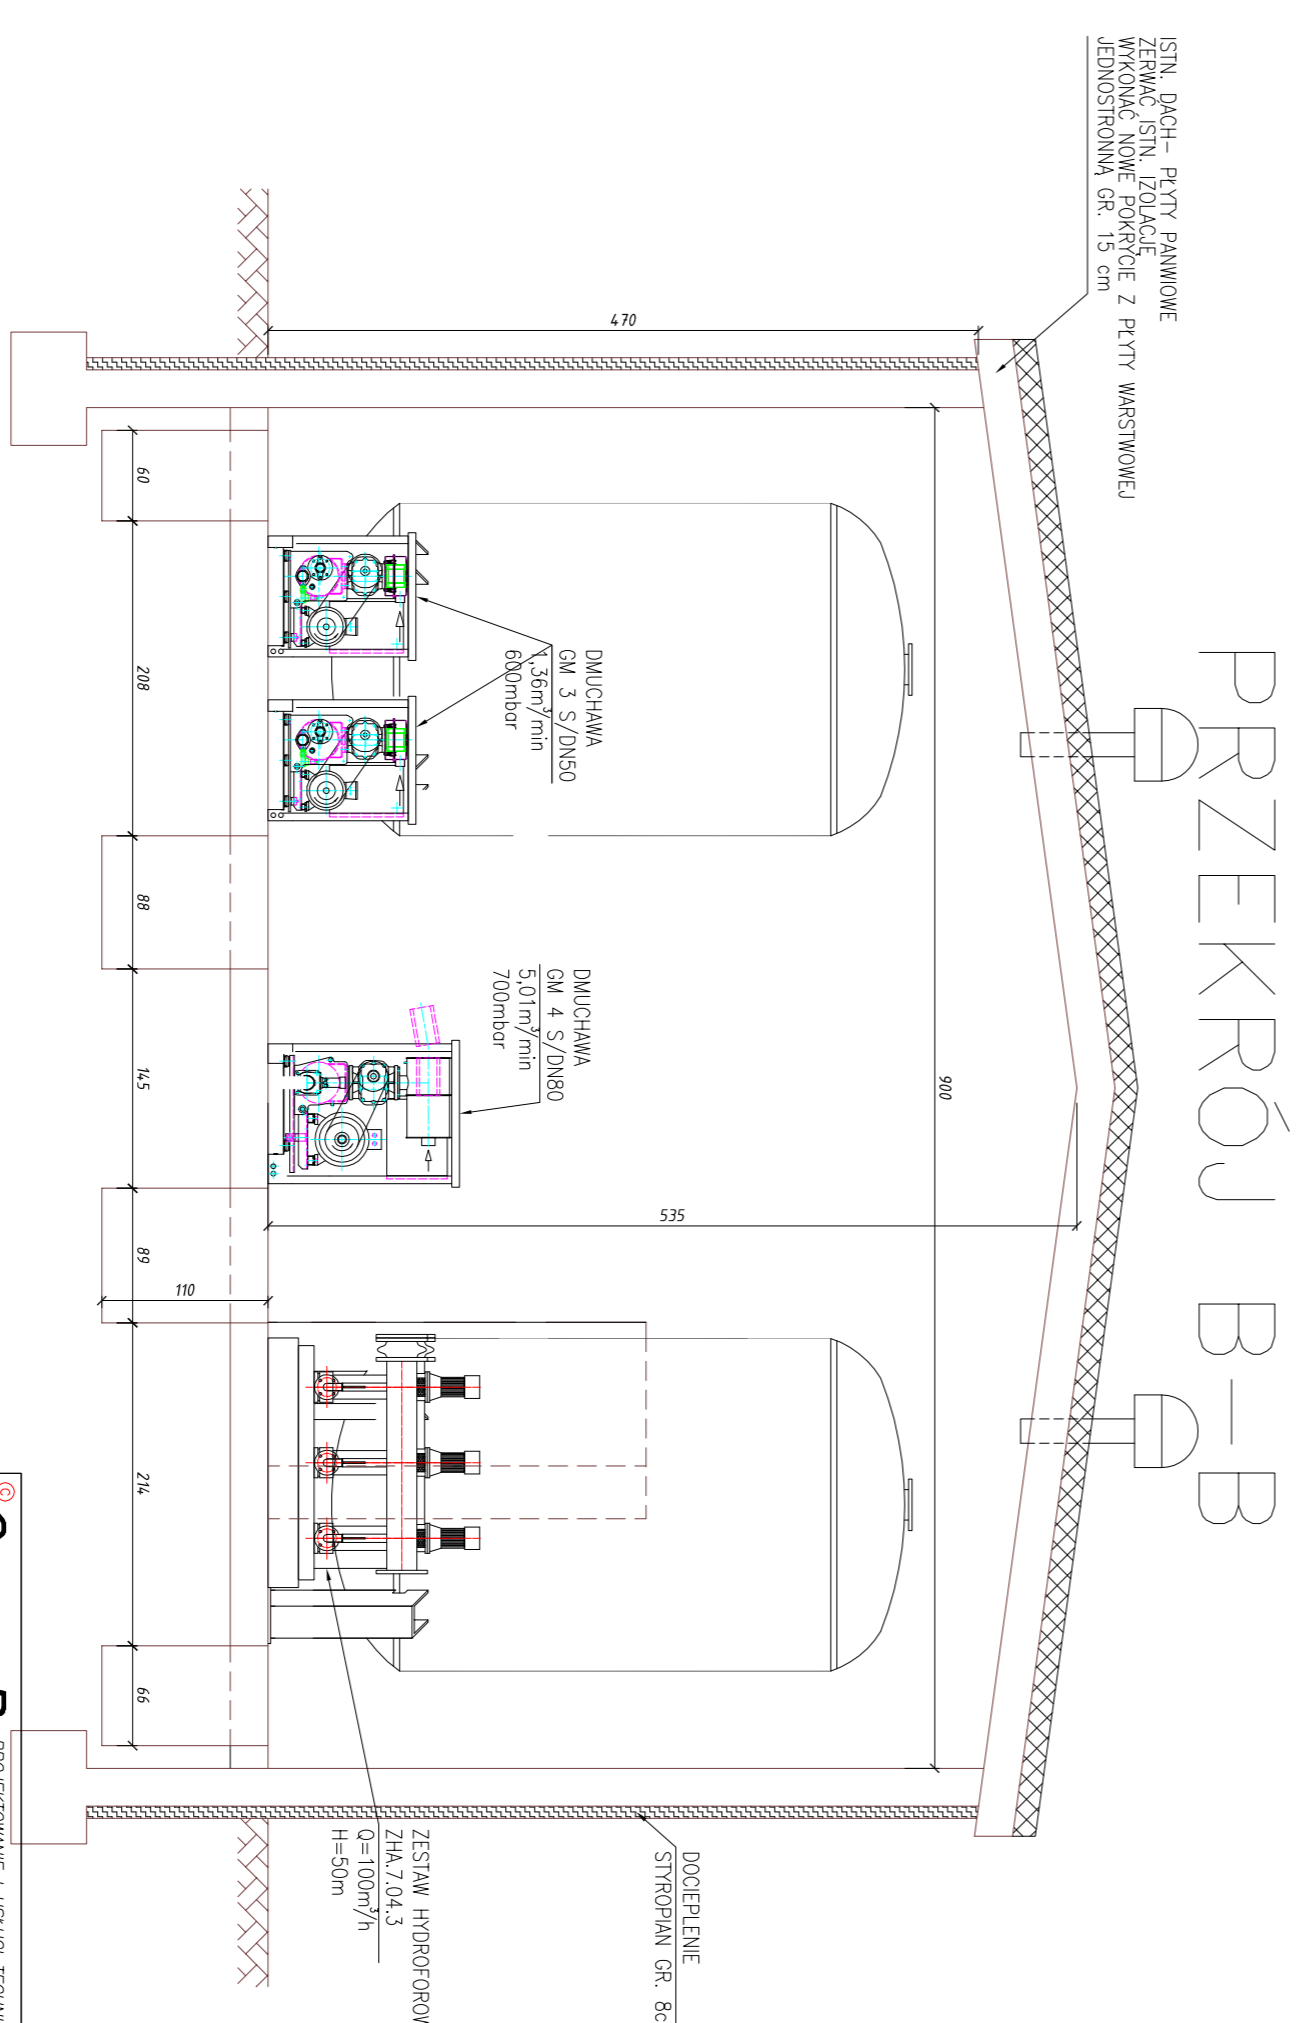 PRZEKRÓJ B-B
ISTN. DACH- PŁYTY PANWIOWE
ZERWAĆ ISTN. IZOLACJĘ
WYKONAĆ NOWE POKRYCIE Z PŁYTY WARSTWOWEJ
JEDNOSTRONNĄ GR. 15 cm
470
900
535
DMUCHAWA
GM 3 S/DN50
1,36m³/min
600mbar
DMUCHAWA
GM 4 S/DN80
5,01m³/min
700mbar
DOCIEPLENIE
STYROPIAN GR. 8c
ZESTAW HYDROFOROW
ZHA.7.04.3
Q=100m³/h
H=50m
110
60
208
88
145
89
214
66
©